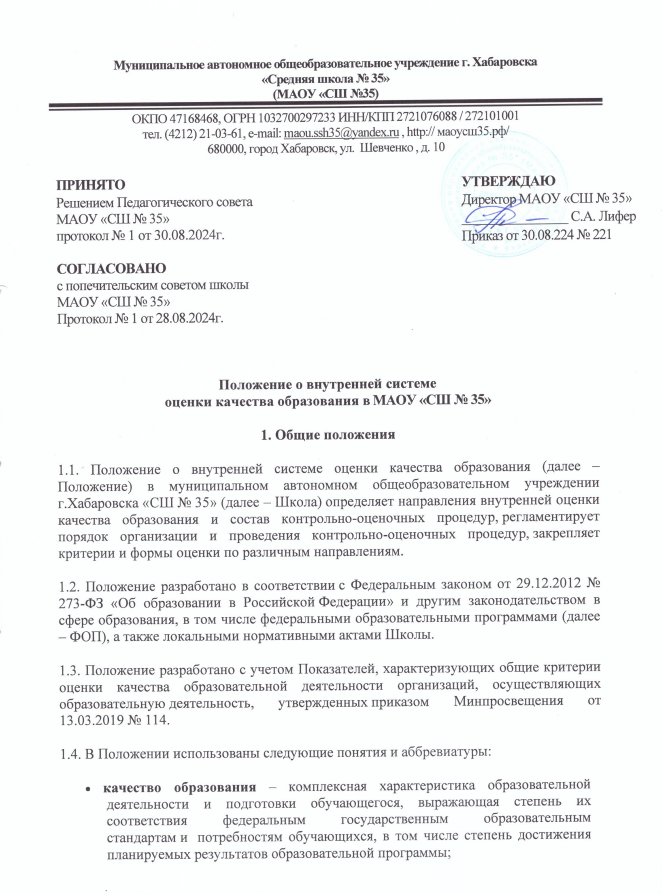 Муниципальное автономное общеобразовательное учреждение г. Хабаровска
«Средняя школа № 35»
(МАОУ «СШ №35)
ОКПО 47168468, ОГРН 1032700297233 ИНН/КПП 2721076088 / 272101001
тел. (4212) 21-03-61, e-mail: maou.ssh35@yandex.ru , http:// маоусш35.рф/
680000, город Хабаровск, ул. Шевченко , д. 10
ПРИНЯТО
Решением Педагогического совета
МАОУ «СШ № 35»
протокол № 1 от 30.08.2024г.
УТВЕРЖДАЮ
Директор МАОУ «СШ № 35»
________________ С.А. Лифер
Приказ от 30.08.224 № 221
СОГЛАСОВАНО
с попечительским советом школы
МАОУ «СШ № 35»
Протокол № 1 от 28.08.2024г.
Положение о внутренней системе
оценки качества образования в МАОУ «СШ № 35»
1. Общие положения
1.1. Положение о внутренней системе оценки качества образования (далее –
Положение) в муниципальном автономном общеобразовательном учреждении
г.Хабаровска «СШ № 35» (далее – Школа) определяет направления внутренней оценки
качества образования и состав контрольно-оценочных процедур, регламентирует
порядок организации и проведения контрольно-оценочных процедур, закрепляет
критерии и формы оценки по различным направлениям.
1.2. Положение разработано в соответствии с Федеральным законом от 29.12.2012 №
273-ФЗ «Об образовании в Российской Федерации» и другим законодательством в
сфере образования, в том числе федеральными образовательными программами (далее
– ФОП), а также локальными нормативными актами Школы.
1.3. Положение разработано с учетом Показателей, характеризующих общие критерии
оценки качества образовательной деятельности организаций, осуществляющих
образовательную деятельность, утвержденных приказом Минпросвещения от
13.03.2019 № 114.
1.4. В Положении использованы следующие понятия и аббревиатуры:
• качество образования – комплексная характеристика образовательной
деятельности и подготовки обучающегося, выражающая степень их
соответствия федеральным государственным образовательным
стандартам и потребностям обучающихся, в том числе степень достижения
планируемых результатов образовательной программы;